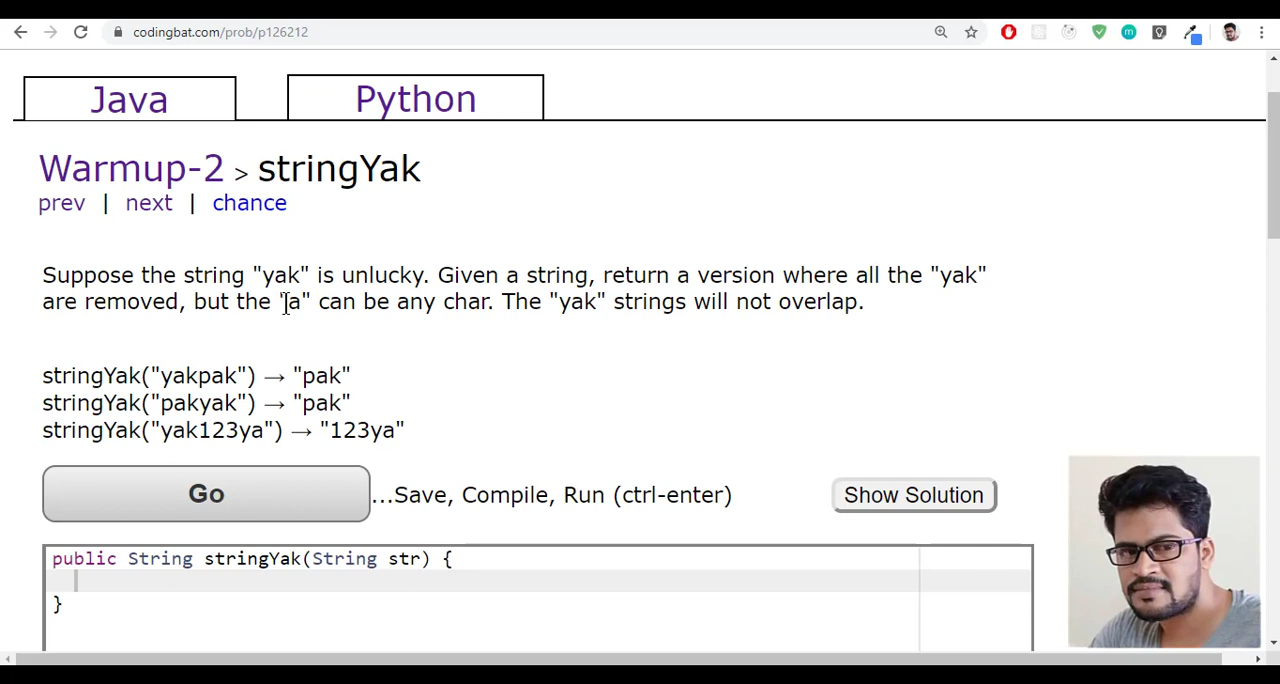 codingbat.com/prob/p126212
Java Python
Warmup-2 > stringYak
prev | next | chance
Suppose the string "yak" is unlucky. Given a string, return a version where all the "yak"
are removed, but the "a" can be any char. The "yak" strings will not overlap.
stringYak("yakpak") → "pak"
stringYak("pakyak") → "pak"
stringYak("yak123ya") → "123ya"
Go ...Save, Compile, Run (ctrl-enter) Show Solution
public String stringYak(String str) {
}